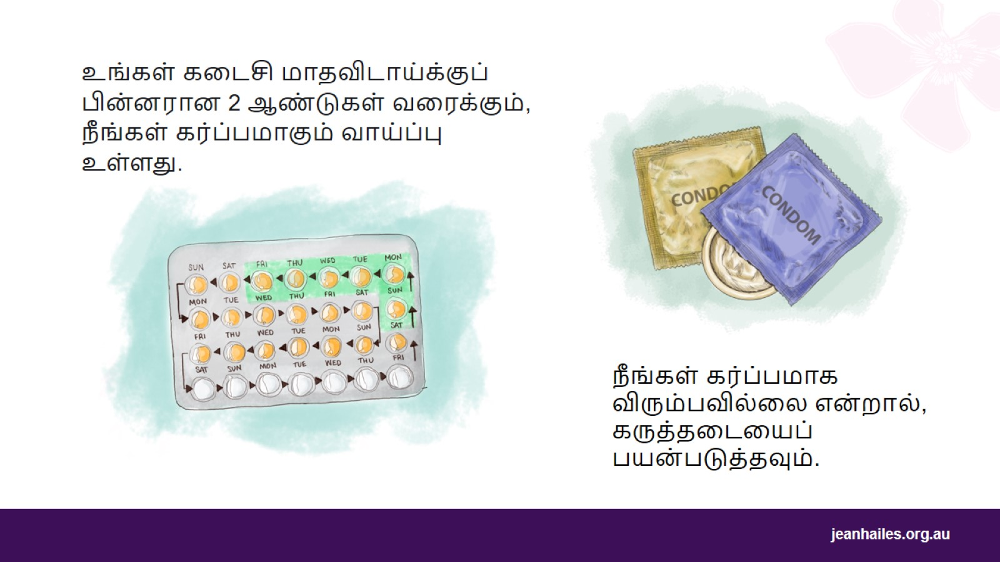 உங்கள் கடைசி மாதவிடாய்க்குப்
பின்னரான 2 ஆண்டுகள் வரைக்கும்,
நீங்கள் கர்ப்பமாகும் வாய்ப்பு
உள்ளது.
SUN SAT FRI THU WED TUE MON
MON TUE WED THU FRI SAT SUN
FRI THU WED TUE MON SUN SAT
SAT SUN MON TUE WED THU FRI
CONDO
CONDOM
நீங்கள் கர்ப்பமாக
விரும்பவில்லை என்றால்,
கருத்தடையைப்
பயன்படுத்தவும்.
jeanhailes.org.au